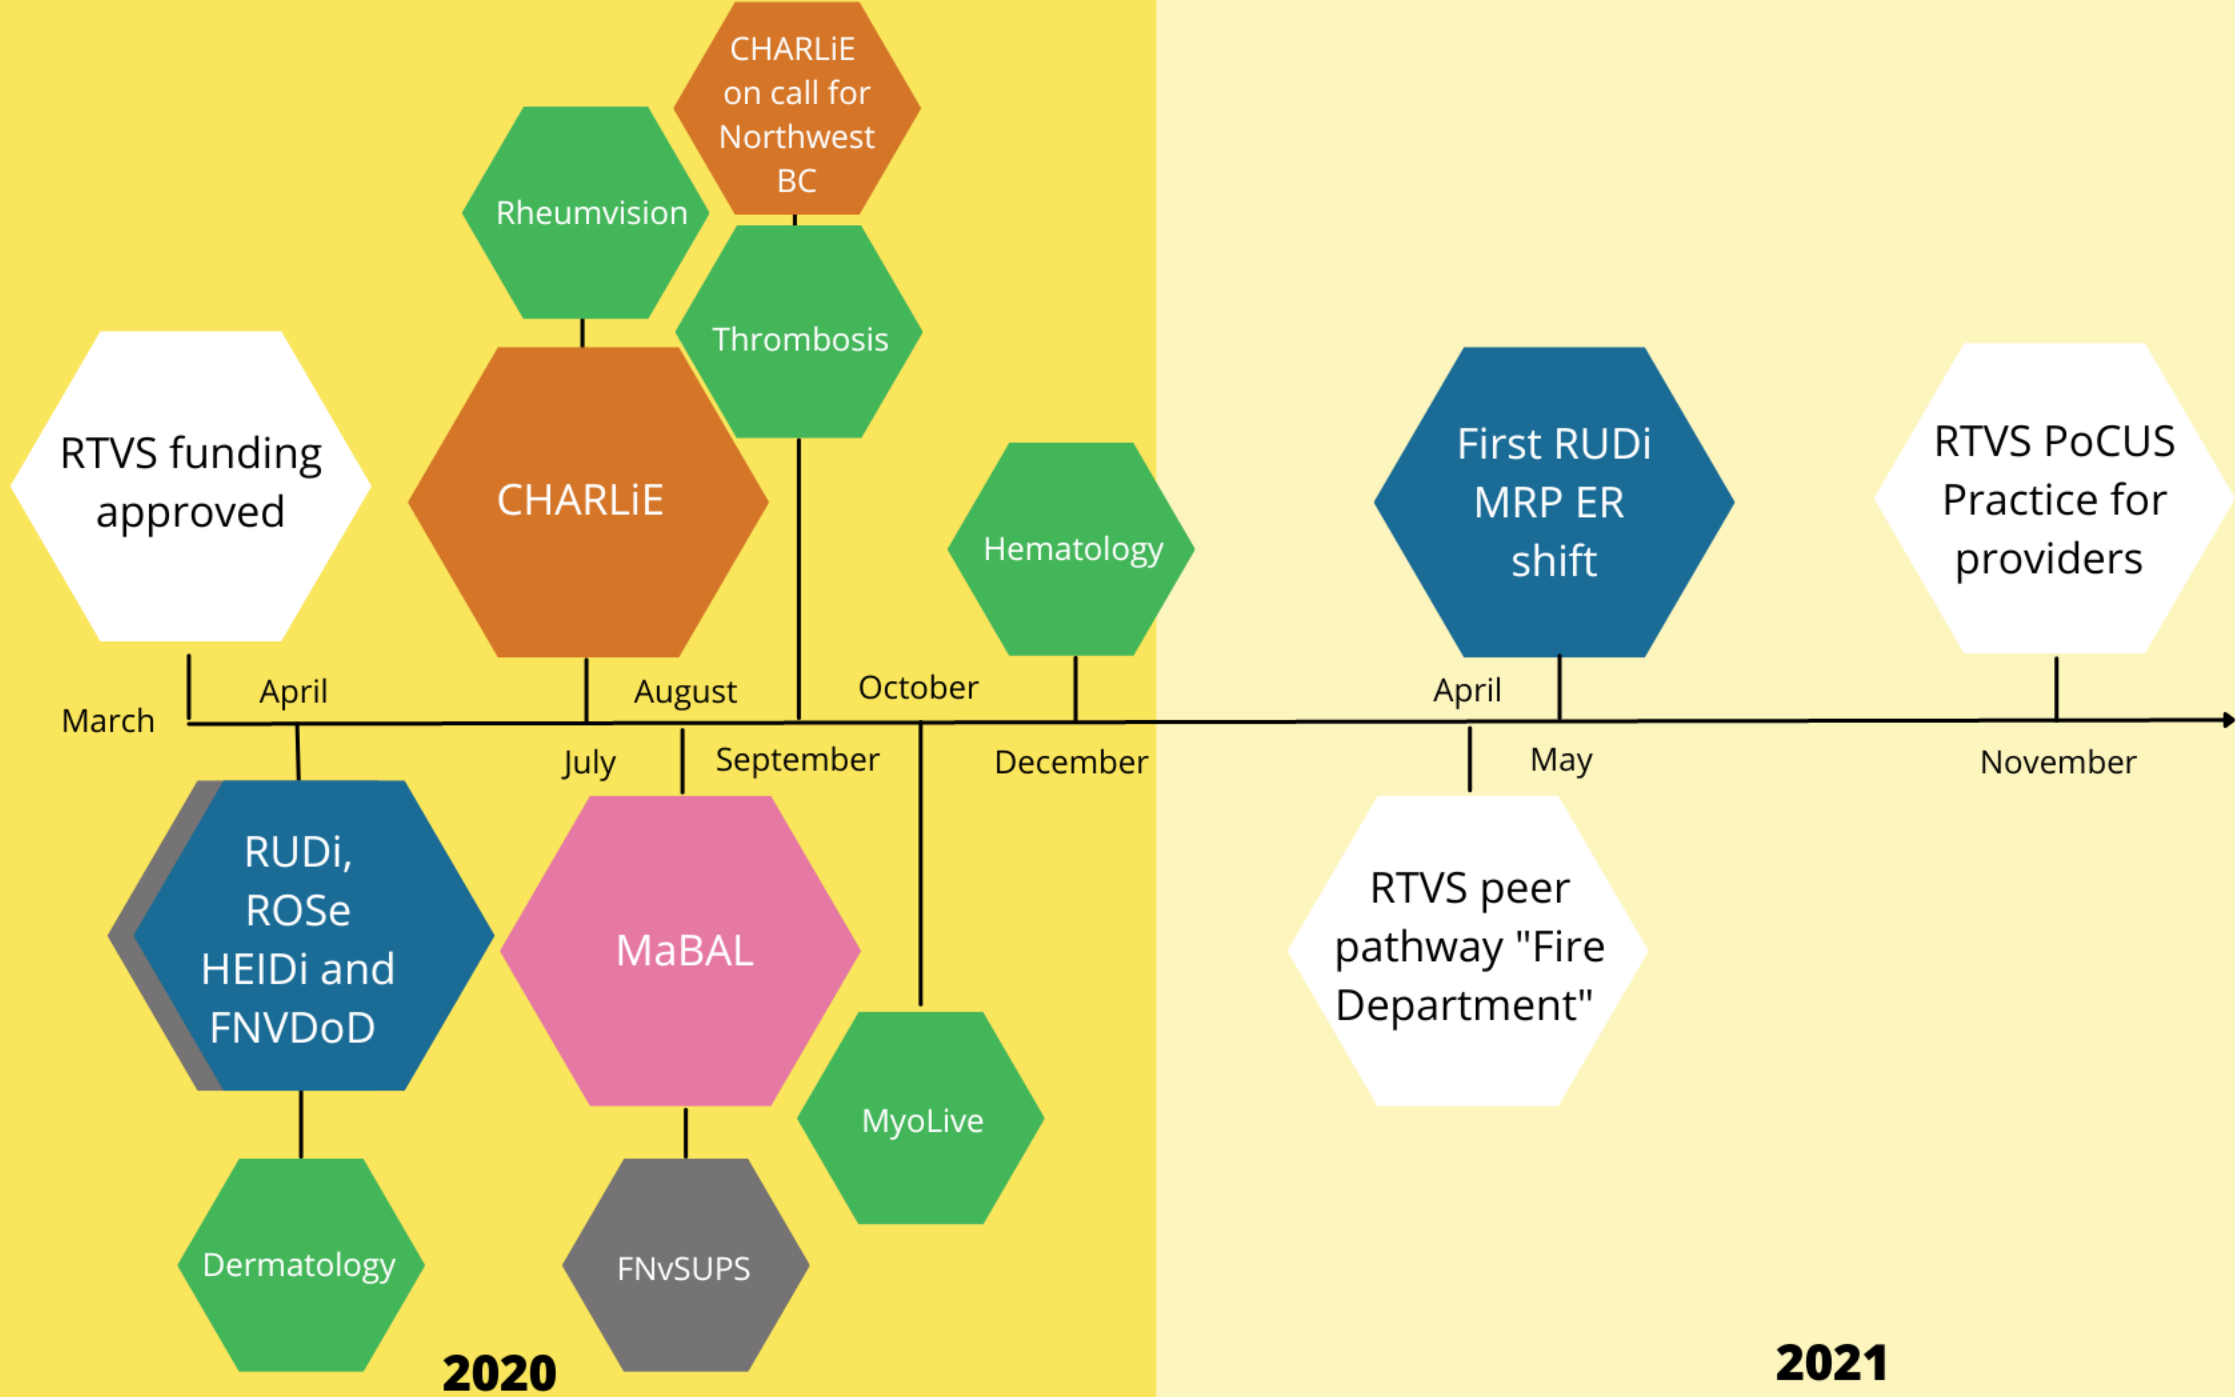 CHARLiE
on call for
Northwest
BC
Rheumvision
Thrombosis
RTVS funding
approved
CHARLiE
Hematology
First RUDi
MRP ER
shift
RTVS PoCUS
Practice for
providers
March
April
July
August
September
October
December
April
May
November
RUDi,
ROSe
HEIDi and
FNVDoD
MaBAL
MyoLive
RTVS peer
pathway "Fire
Department"
Dermatology
FNvSUPS
2020
2021